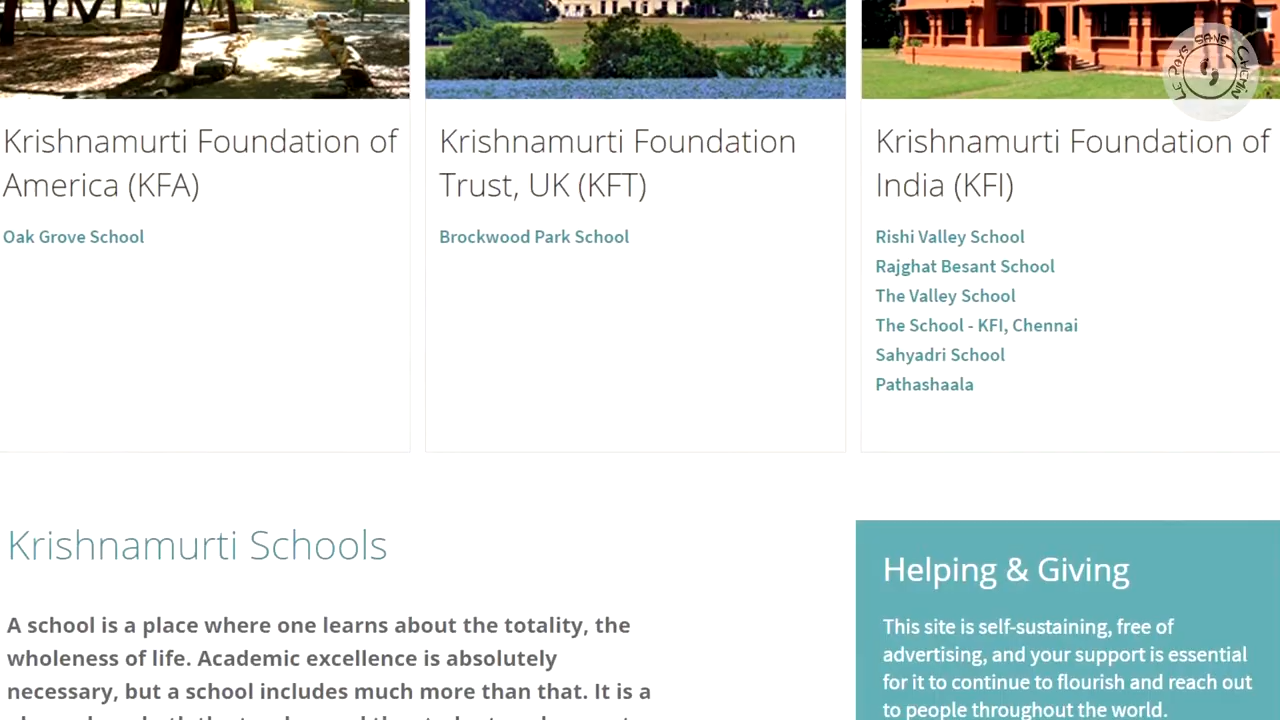 LE PAYS SANS CHEMIN
Krishnamurti Foundation of
America (KFA)
Oak Grove School
Krishnamurti Foundation
Trust, UK (KFT)
Brockwood Park School
Krishnamurti Foundation of
India (KFI)
Rishi Valley School
Rajghat Besant School
The Valley School
The School - KFI, Chennai
Sahyadri School
Pathashaala
Krishnamurti Schools
A school is a place where one learns about the totality, the
wholeness of life. Academic excellence is absolutely
necessary, but a school includes much more than that. It is a
Helping & Giving
This site is self-sustaining, free of
advertising, and your support is essential
for it to continue to flourish and reach out
to people throughout the world.